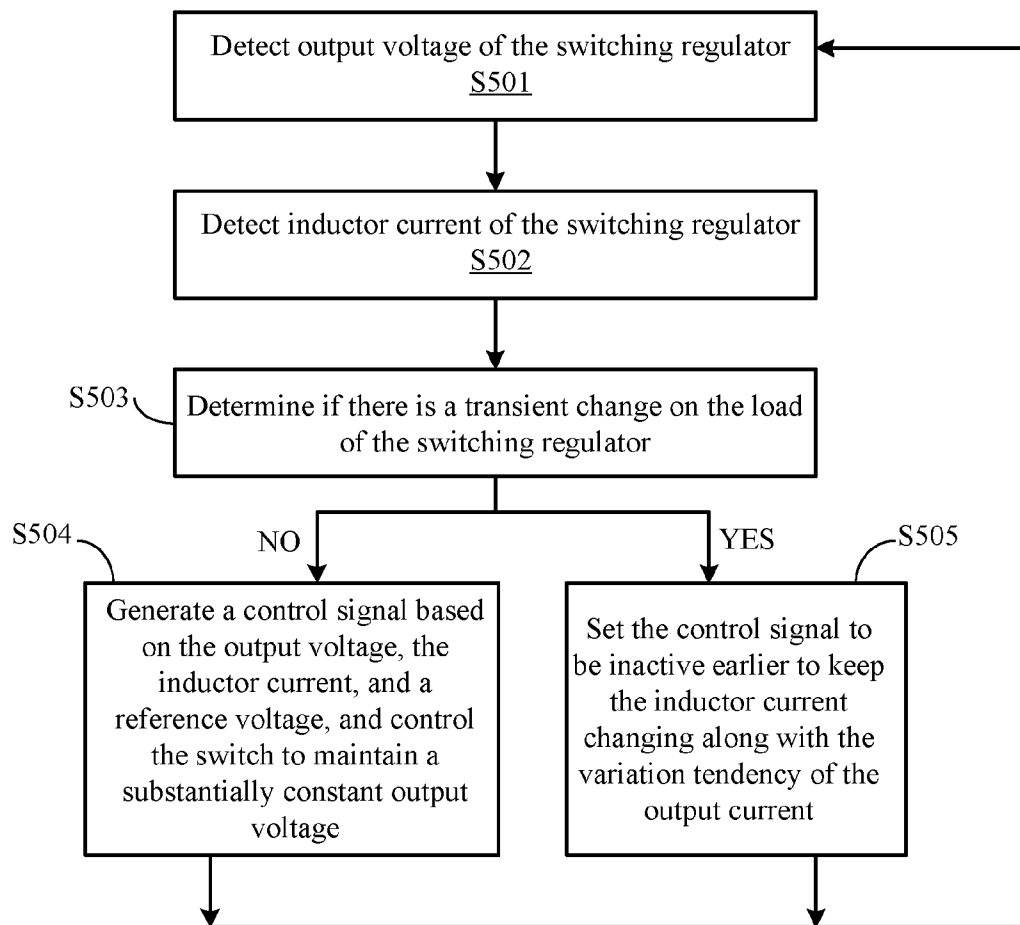 Detect output voltage of the switching regulator
S501
Detect inductor current of the switching regulator
S502
S503
Determine if there is a transient change on the load
of the switching regulator
S504
NO
YES
S505
Generate a control signal based
on the output voltage, the
inductor current, and a
reference voltage, and control
the switch to maintain a
substantially constant output
voltage
Set the control signal to
be inactive earlier to keep
the inductor current
changing along with the
variation tendency of the
output current